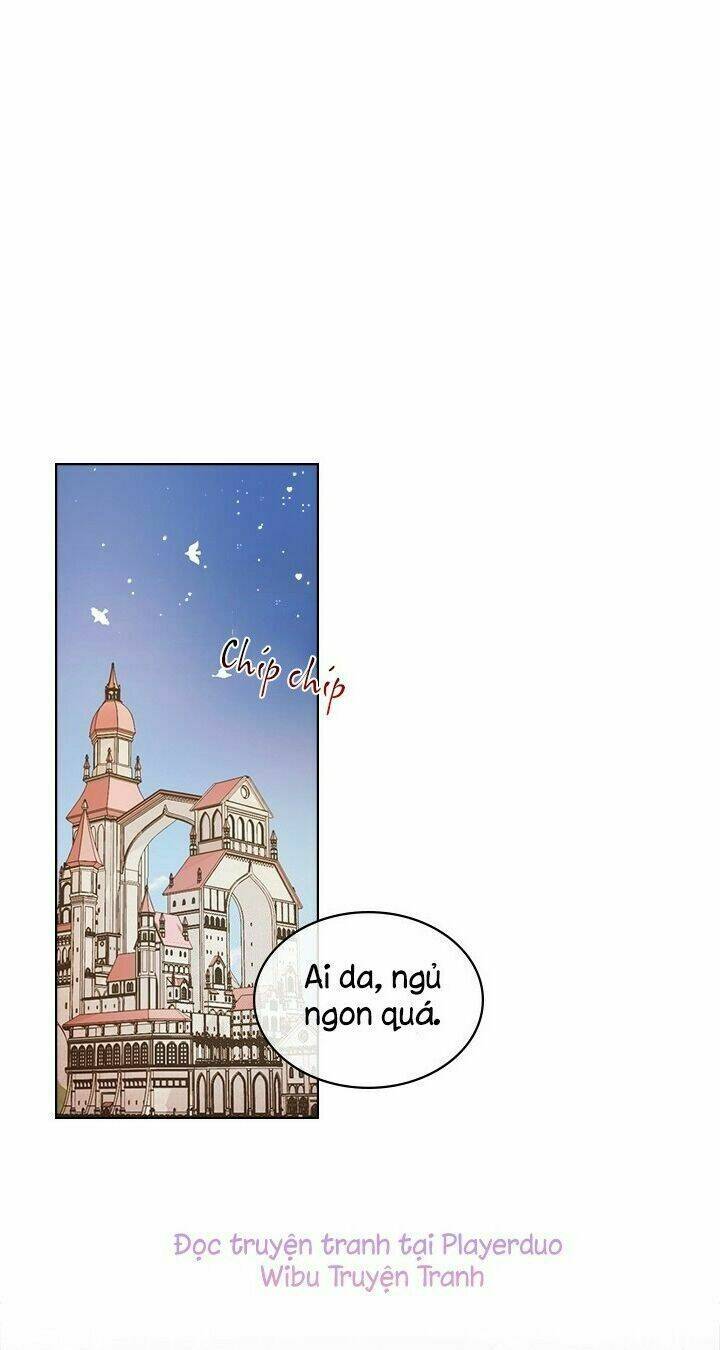 Chíp chíp
Ai da, ngủ
ngon quá.
Đọc truyện tranh tại Playerduo
Wibu Truyện Tranh